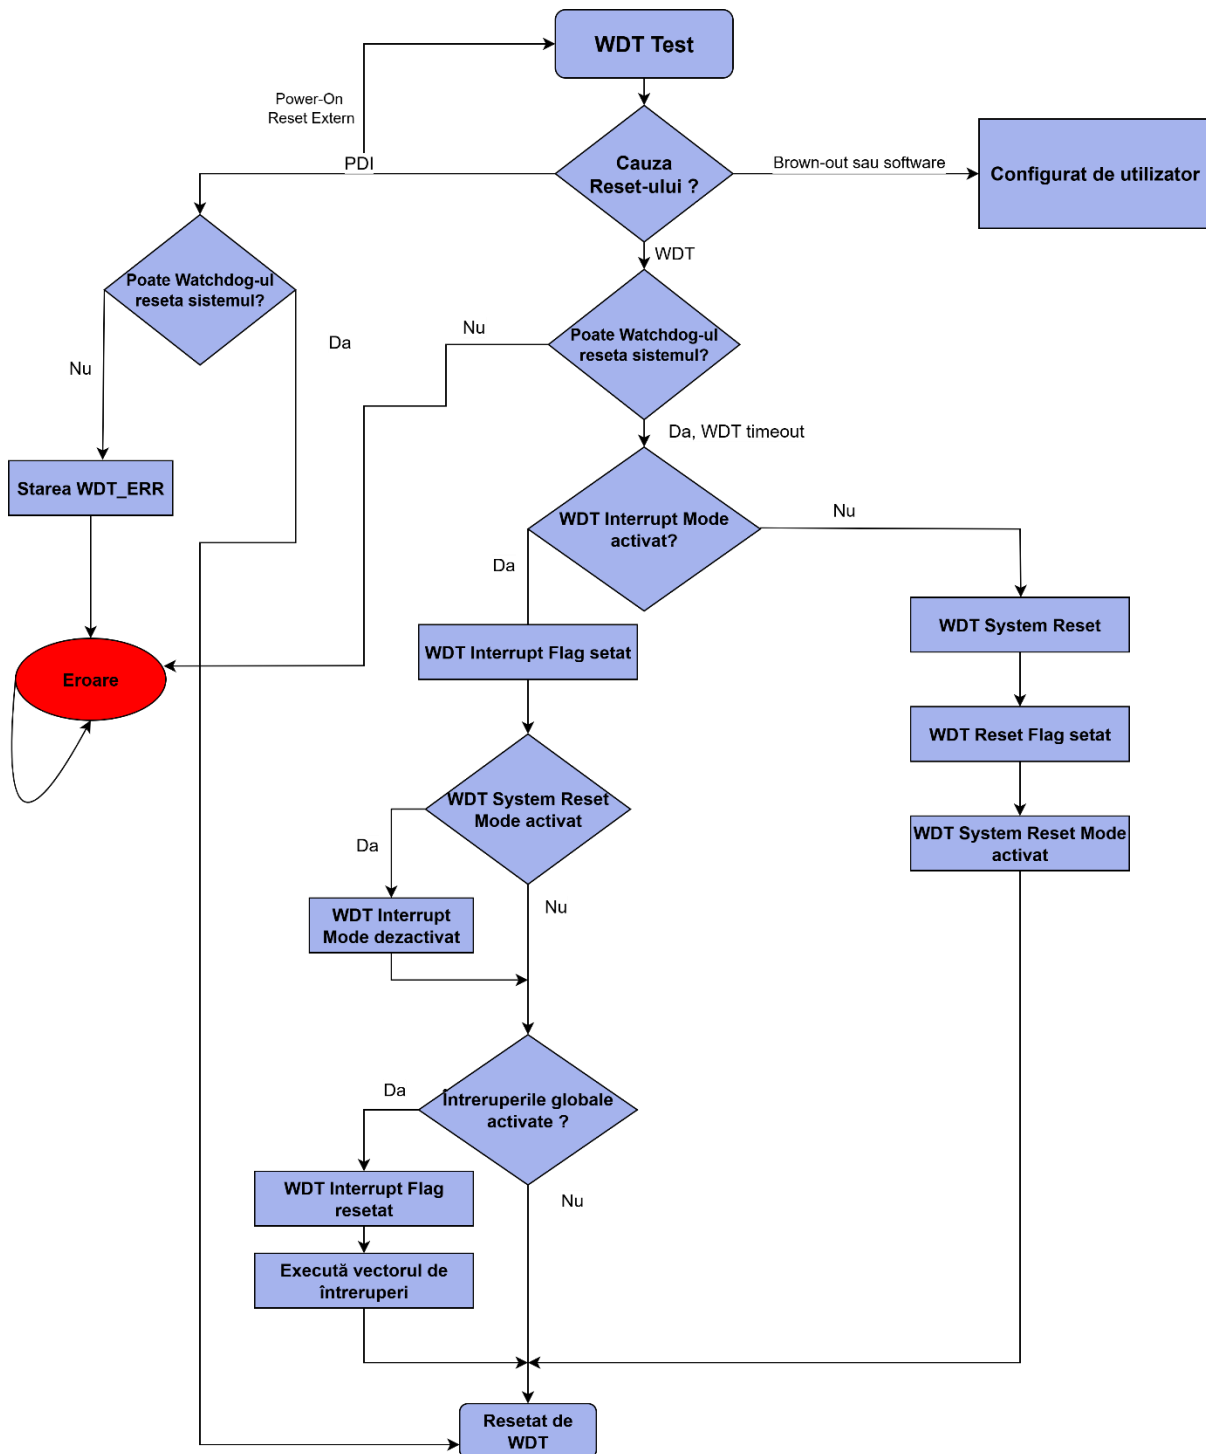 WDT Test
Power-On
Reset Extern
PDI
Cauza
Reset-ului ?
Brown-out sau software
Configurat de utilizator
WDT
Poate Watchdog-ul
reseta sistemul?
Nu
Da
Poate Watchdog-ul
reseta sistemul?
Nu
Da, WDT timeout
Starea WDT_ERR
WDT Interrupt Mode
activat?
Nu
Da
Eroare
WDT Interrupt Flag setat
WDT System Reset
WDT Reset Flag setat
WDT System Reset
Mode activat
Da
Nu
WDT System Reset Mode
activat
WDT Interrupt
Mode dezactivat
Întreruperile globale
activate ?
Da
Nu
WDT Interrupt Flag
resetat
Execută vectorul de
întreruperi
Resetat de
WDT